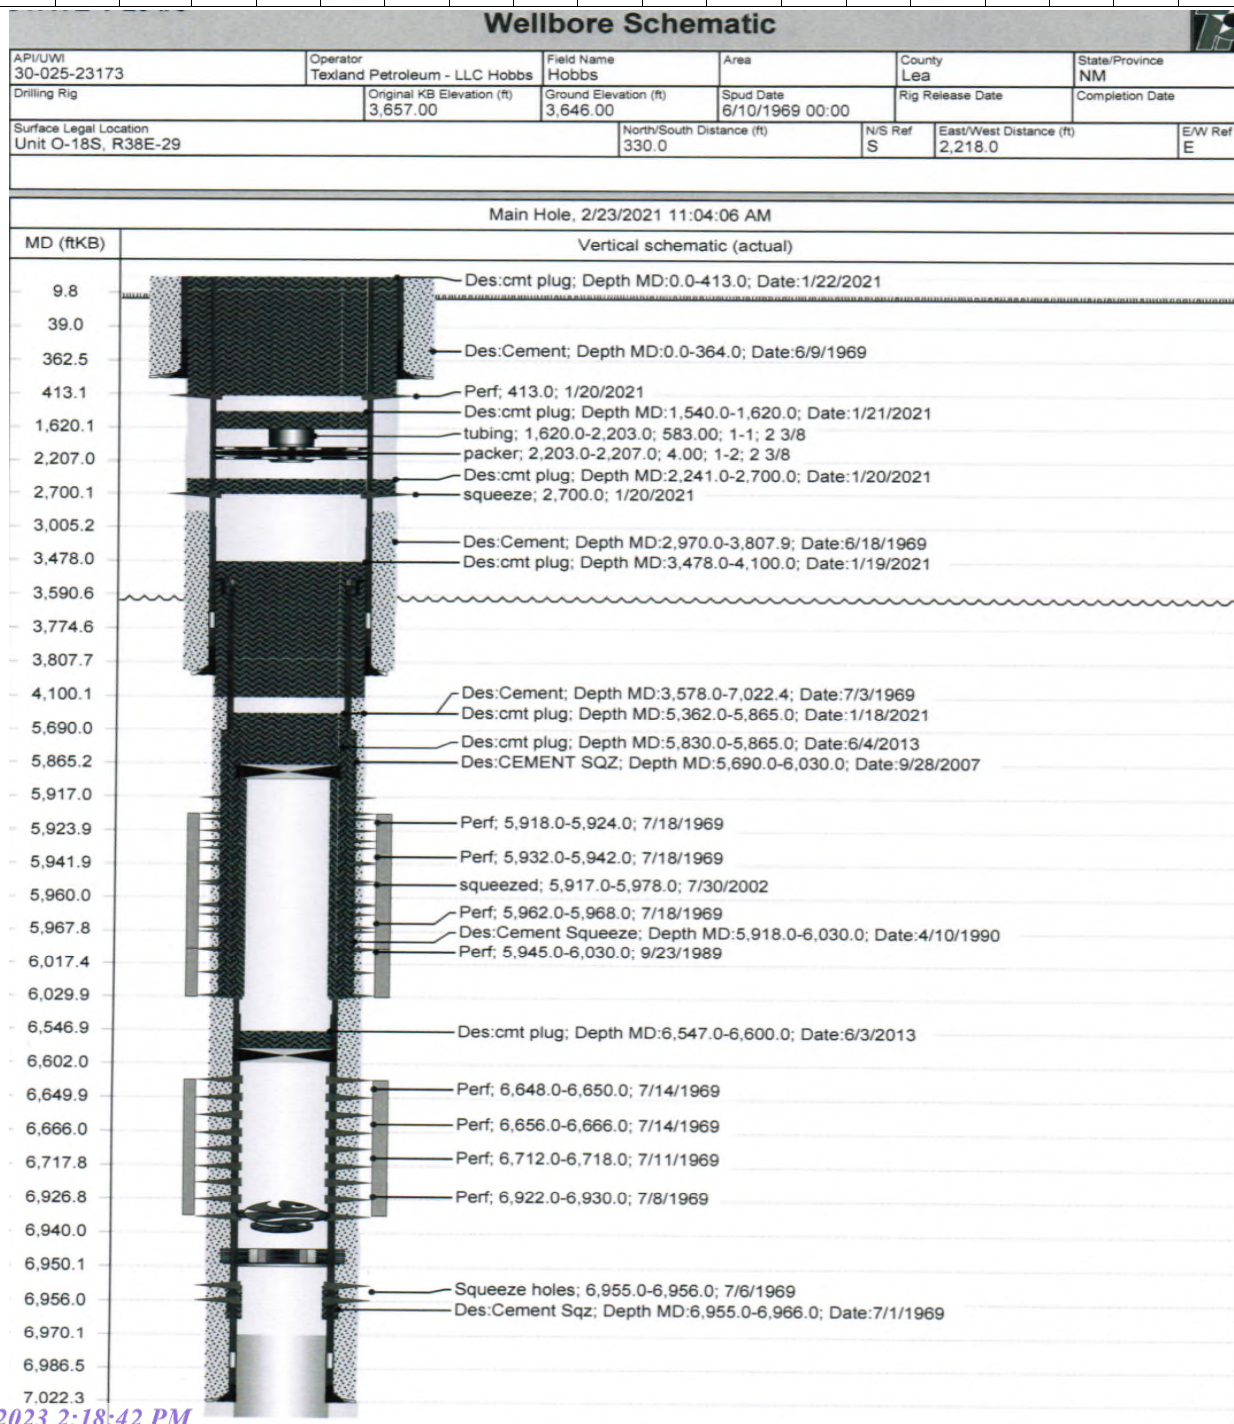 Wellbore Schematic
API/UWI
30-025-23173
Operator
Texland Petroleum - LLC Hobbs
Field Name
Hobbs
Area
County
Lea
State/Province
NM
Drilling Rig
Original KB Elevation (ft)
3,657.00
Ground Elevation (ft)
3,646.00
Spud Date
6/10/1969 00:00
Rig Release Date
Completion Date
Surface Legal Location
Unit O-18S, R38E-29
North/South Distance (ft)
330.0
N/S Ref
S
East/West Distance (ft)
2,218.0
E/W Ref
E
Main Hole, 2/23/2021 11:04:06 AM
MD (ftKB)
Vertical schematic (actual)
Des:cmt plug; Depth MD:0.0-413.0; Date:1/22/2021
9.8
39.0
Des:Cement; Depth MD:0.0-364.0; Date:6/9/1969
362.5
Perf; 413.0; 1/20/2021
413.1
Des:cmt plug; Depth MD:1,540.0-1,620.0; Date:1/21/2021
1,620.1
tubing; 1,620.0-2,203.0; 583.00; 1-1; 2 3/8
packer; 2,203.0-2,207.0; 4.00; 1-2; 2 3/8
2,207.0
Des:cmt plug; Depth MD:2,241.0-2,700.0; Date:1/20/2021
2,700.1
squeeze; 2,700.0; 1/20/2021
3,005.2
Des:Cement; Depth MD:2,970.0-3,807.9; Date:6/18/1969
3,478.0
Des:cmt plug; Depth MD:3,478.0-4,100.0; Date:1/19/2021
3,590.6
3,774.6
3,807.7
4,100.1
Des:Cement; Depth MD:3,578.0-7,022.4; Date:7/3/1969
Des:cmt plug; Depth MD:5,362.0-5,865.0; Date:1/18/2021
5,690.0
Des:cmt plug; Depth MD:5,830.0-5,865.0; Date:6/4/2013
5,865.2
Des:CEMENT SQZ; Depth MD:5,690.0-6,030.0; Date:9/28/2007
5,917.0
Perf; 5,918.0-5,924.0; 7/18/1969
5,923.9
Perf; 5,932.0-5,942.0; 7/18/1969
5,941.9
squeezed; 5,917.0-5,978.0; 7/30/2002
5,960.0
Perf; 5,962.0-5,968.0; 7/18/1969
5,967.8
Des:Cement Squeeze; Depth MD:5,918.0-6,030.0; Date:4/10/1990
Perf; 5,945.0-6,030.0; 9/23/1989
6,017.4
6,029.9
6,546.9
Des:cmt plug; Depth MD:6,547.0-6,600.0; Date:6/3/2013
6,602.0
Perf; 6,648.0-6,650.0; 7/14/1969
6,649.9
Perf; 6,656.0-6,666.0; 7/14/1969
6,666.0
Perf; 6,712.0-6,718.0; 7/11/1969
6,717.8
Perf; 6,922.0-6,930.0; 7/8/1969
6,926.8
6,940.0
6,950.1
Squeeze holes; 6,955.0-6,956.0; 7/6/1969
6,956.0
Des:Cement Sqz; Depth MD:6,955.0-6,966.0; Date:7/1/1969
6,970.1
6,986.5
7,022.3
2023 2:18:42 PM